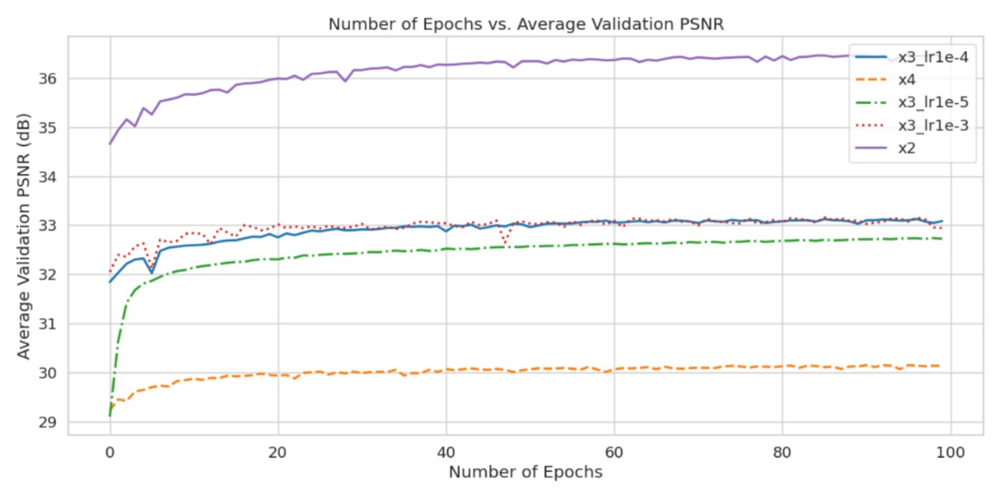 Number of Epochs vs. Average Validation PSNR
Average Validation PSNR (dB)
36
35
34
33
32
31
30
29
x3_lr1e-4
x4
x3_lr1e-5
x3_lr1e-3
x2
0 20 40 60 80 100
Number of Epochs